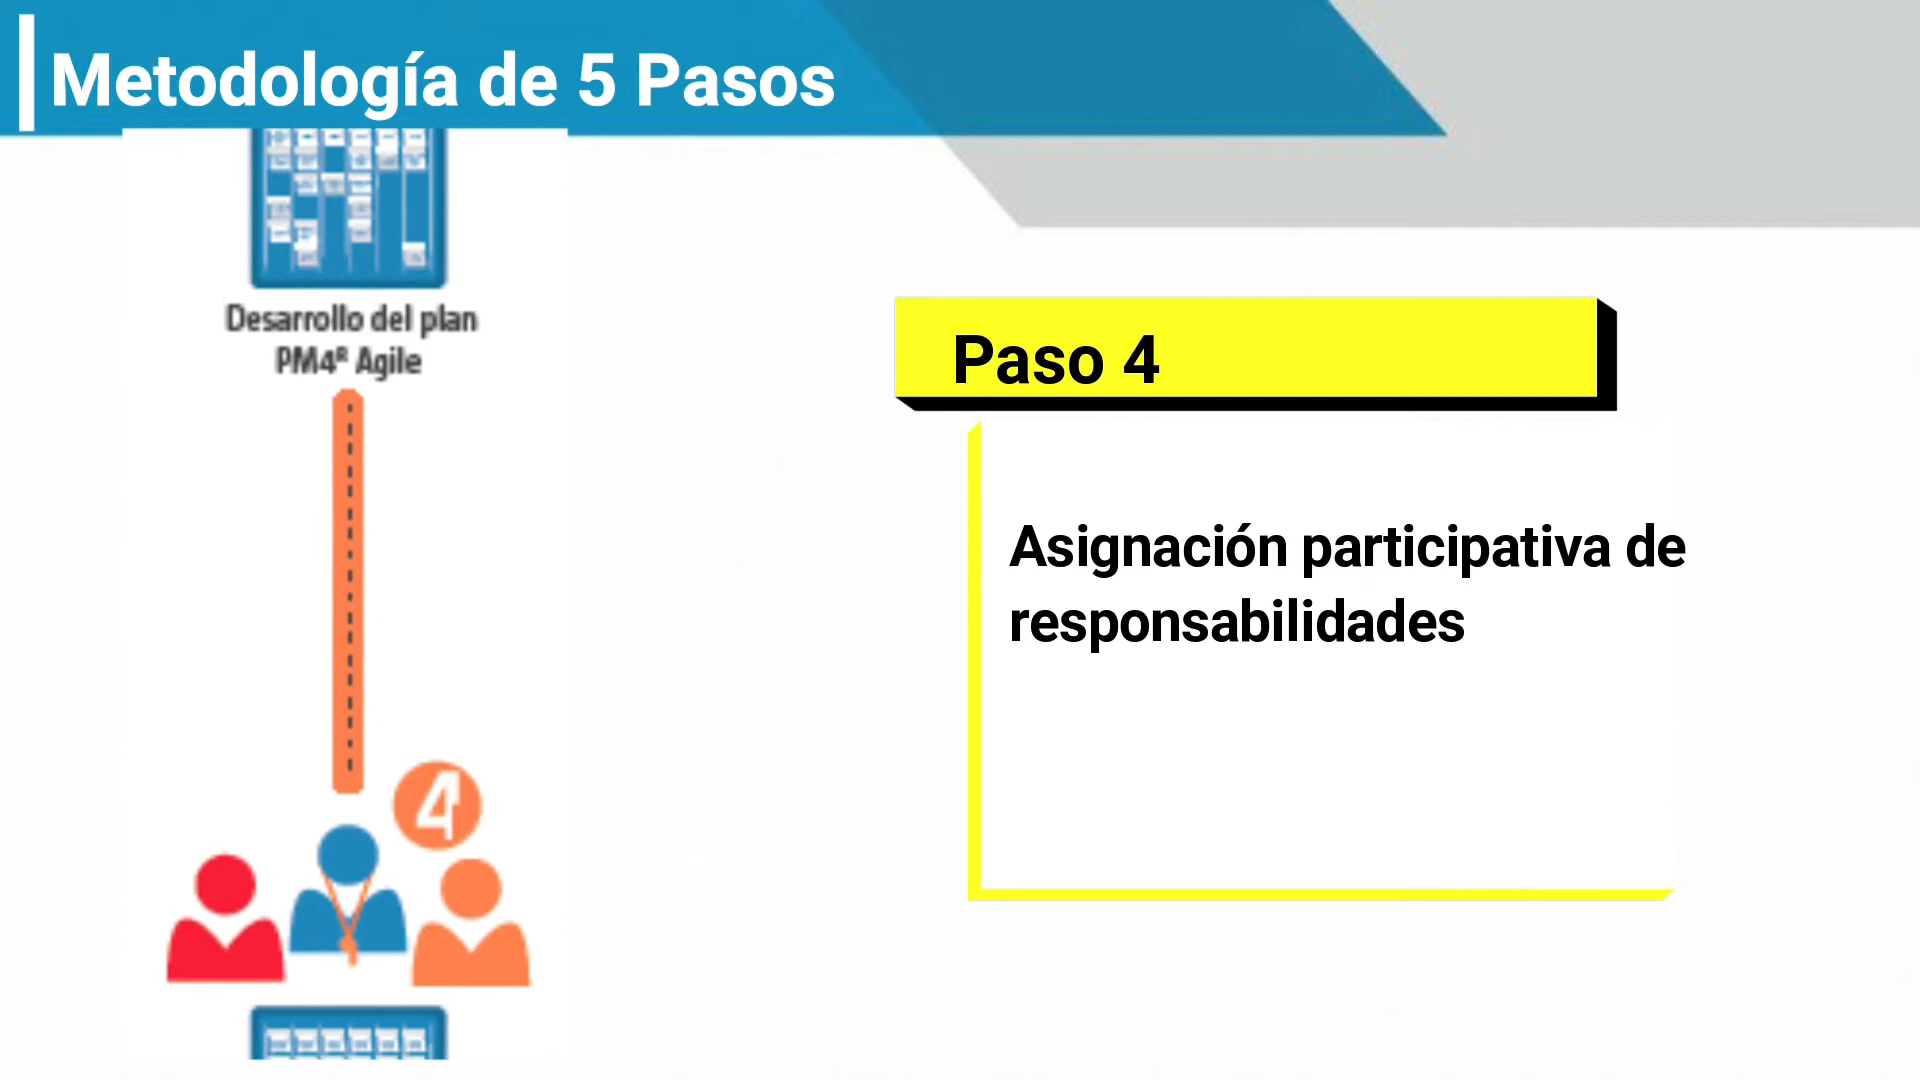 Metodología de 5 Pasos
Desarrollo del plan
PM4ᴿ Agile
Paso 4
Asignación participativa de
responsabilidades
4